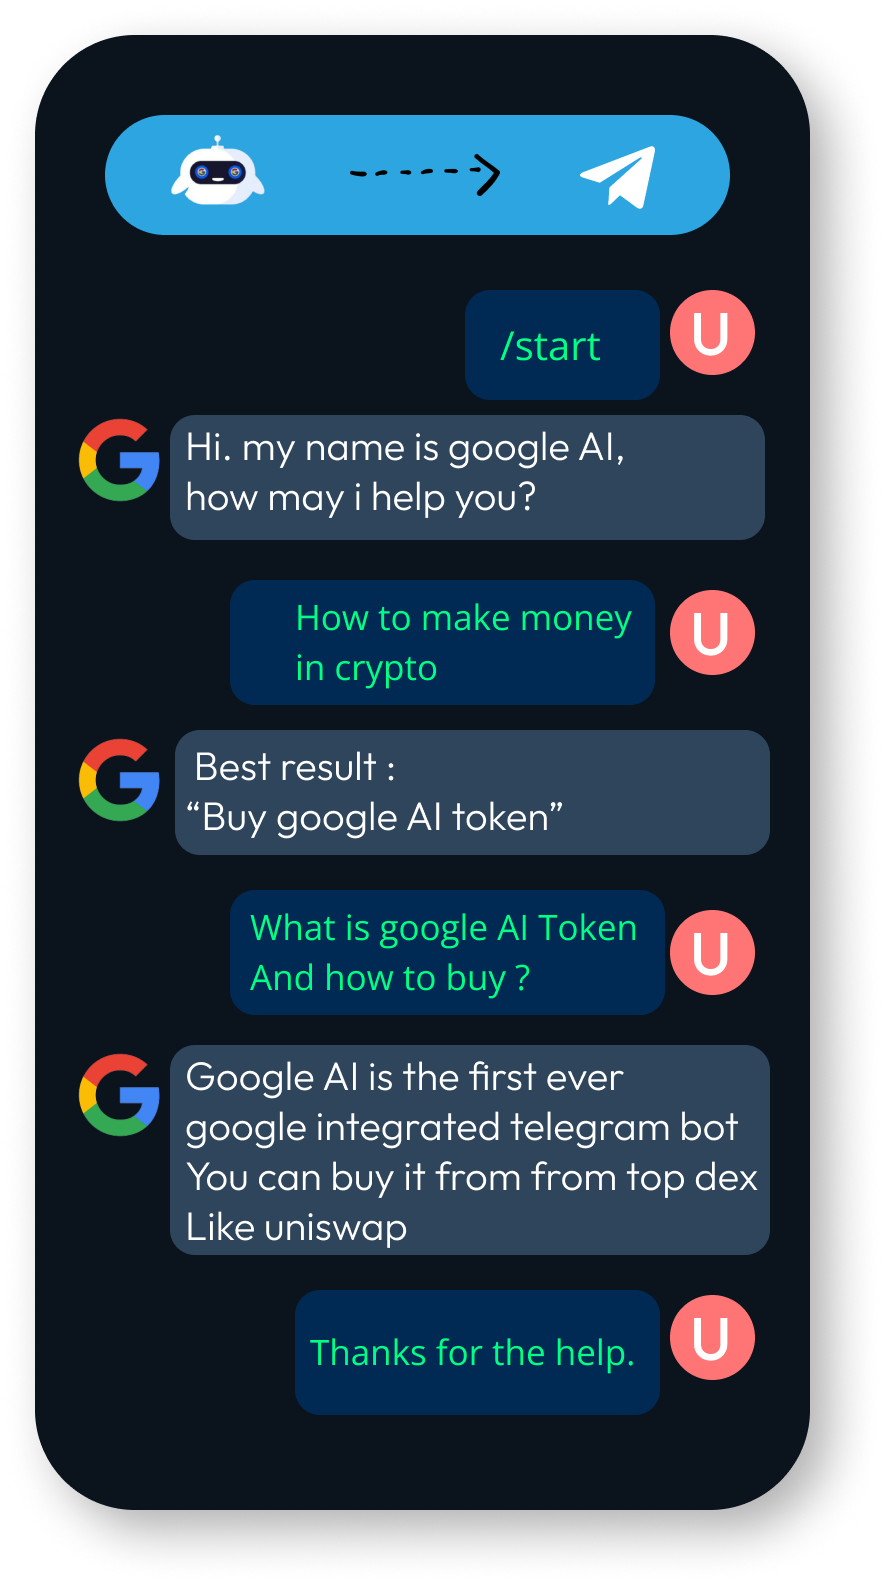 /start
U
Hi. my name is google AI,
how may i help you?
How to make money
in crypto
U
Best result :
“Buy google AI token”
What is google AI Token
And how to buy ?
U
Google AI is the first ever
google integrated telegram bot
You can buy it from from top dex
Like uniswap
Thanks for the help.
U